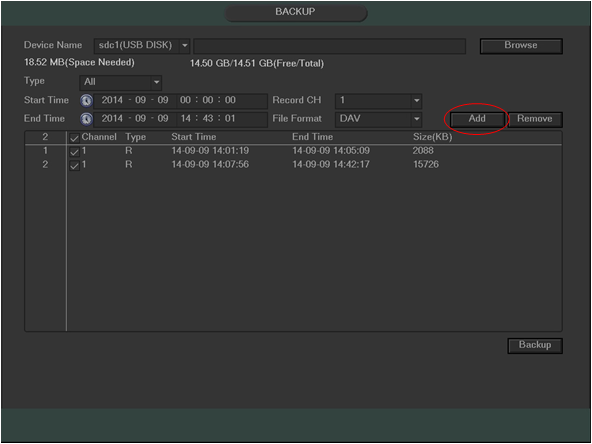 BACKUP
Device Name sdc1(USB DISK) Browse
18.52 MB(Space Needed) 14.50 GB/14.51 GB(Free/Total)
Type All
Start Time 2014 - 09 - 09 00 : 00 : 00 Record CH 1
End Time 2014 - 09 - 09 14 : 43 : 01 File Format DAV Add Remove
2 Channel Type Start Time End Time Size(KB)
1 1 R 14-09-09 14:01:19 14-09-09 14:05:09 2088
2 1 R 14-09-09 14:07:56 14-09-09 14:42:17 15726
Backup